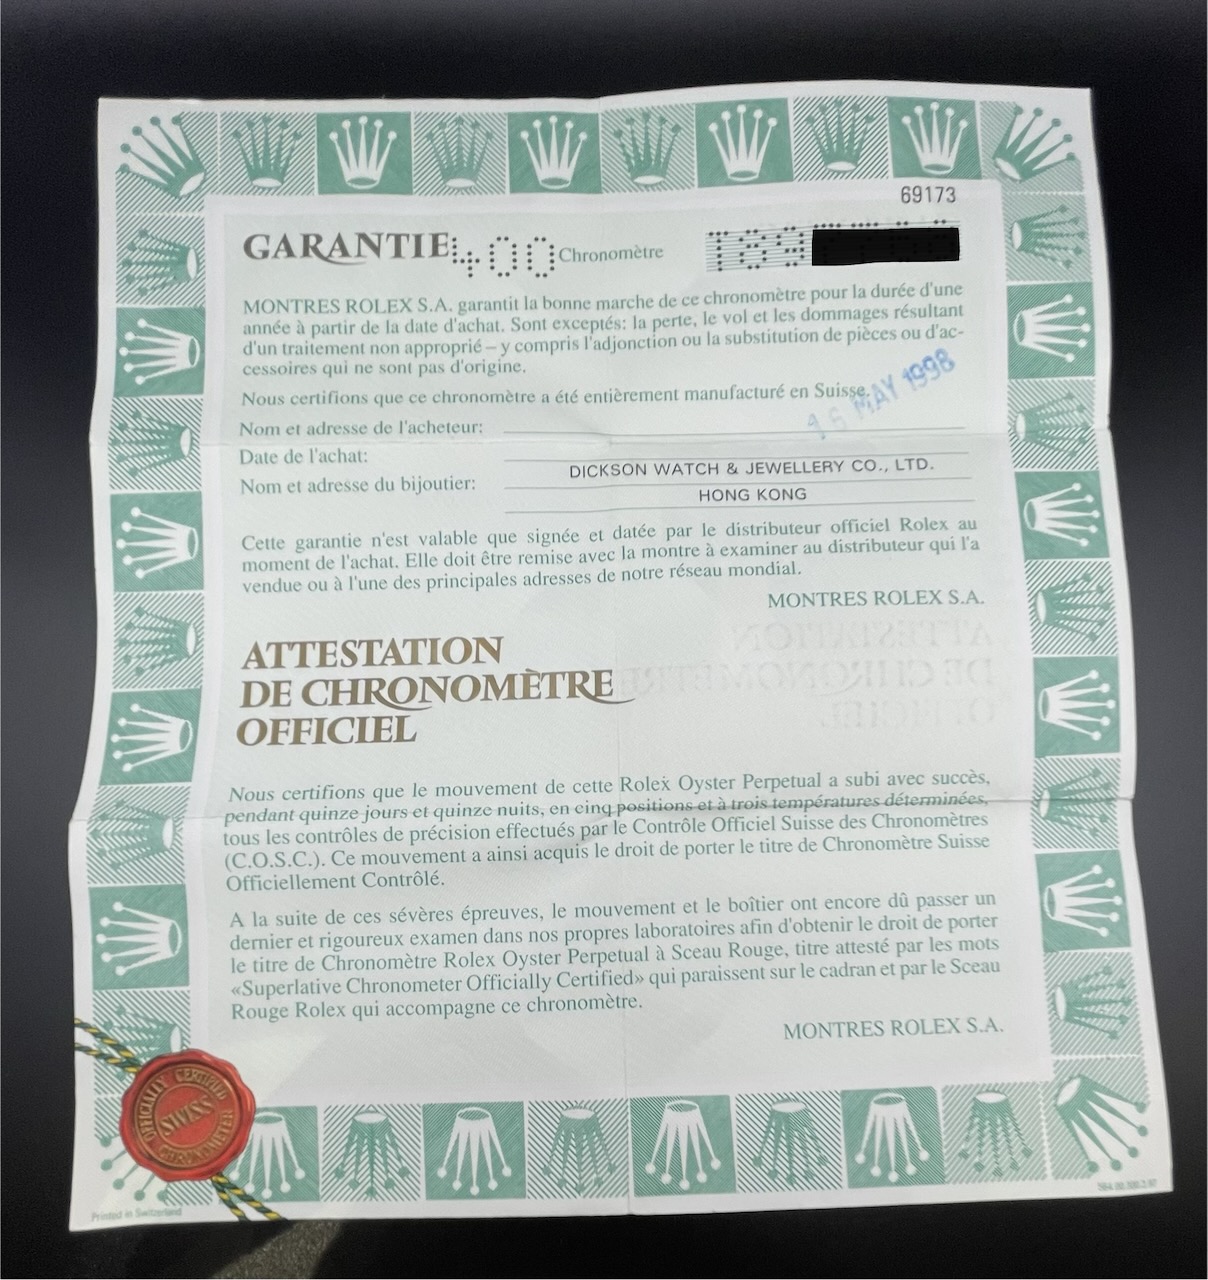 69173
GARANTIE 400 Chronomètre T89
MONTRES ROLEX S.A. garantit la bonne marche de ce chronomètre pour la durée d'une
année à partir de la date d'achat. Sont exceptés: la perte, le vol et les dommages résultant
d'un traitement non approprié – y compris l'adjonction ou la substitution de pièces ou d'ac-
cessoires qui ne sont pas d'origine.
Nous certifions que ce chronomètre a été entièrement manufacturé en Suisse.
MAY 1998
Nom et adresse de l'acheteur:
Date de l'achat:
Nom et adresse du bijoutier:
DICKSON WATCH & JEWELLERY CO., LTD.
HONG KONG
Cette garantie n'est valable que signée et datée par le distributeur officiel Rolex au
moment de l'achat. Elle doit être remise avec la montre à examiner au distributeur qui l'a
vendue ou à l'une des principales adresses de notre réseau mondial.
MONTRES ROLEX S.A.
ATTESTATION
DE CHRONOMÈTRE
OFFICIEL
Nous certifions que le mouvement de cette Rolex Oyster Perpetual a subi avec succès,
pendant quinze jours et quinze nuits, en cinq positions et à trois températures déterminées,
tous les contrôles de précision effectués par le Contrôle Officiel Suisse des Chronomètres
(C.O.S.C.). Ce mouvement a ainsi acquis le droit de porter le titre de Chronomètre Suisse
Officiellement Contrôlé.
A la suite de ces sévères épreuves, le mouvement et le boîtier ont encore dû passer un
dernier et rigoureux examen dans nos propres laboratoires afin d'obtenir le droit de porter
le titre de Chronomètre Rolex Oyster Perpetual à Sceau Rouge, titre attesté par les mots
«Superlative Chronometer Officially Certified» qui paraissent sur le cadran et par le Sceau
Rouge Rolex qui accompagne ce chronomètre.
MONTRES ROLEX S.A.
OFFICIALLY CERTIFIED
SWISS
CHRONOMETER
Printed in Switzerland